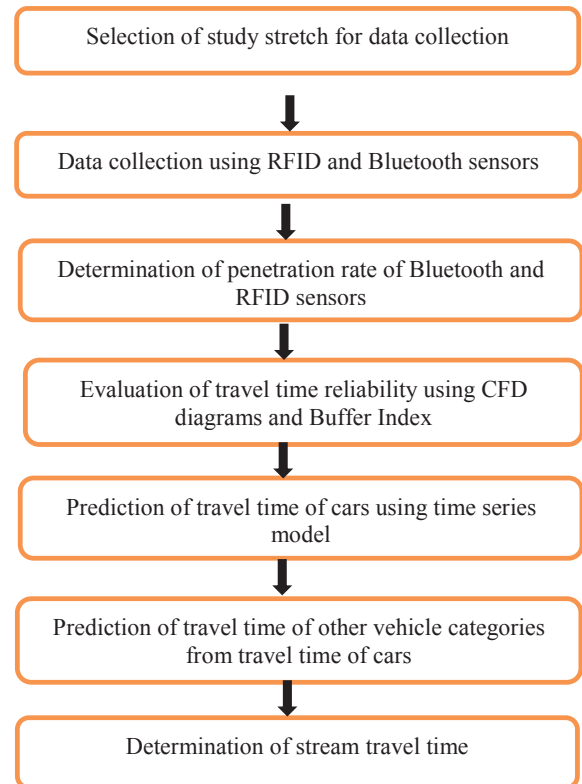 Selection of study stretch for data collection
Data collection using RFID and Bluetooth sensors
Determination of penetration rate of Bluetooth and
RFID sensors
Evaluation of travel time reliability using CFD
diagrams and Buffer Index
Prediction of travel time of cars using time series
model
Prediction of travel time of other vehicle categories
from travel time of cars
Determination of stream travel time